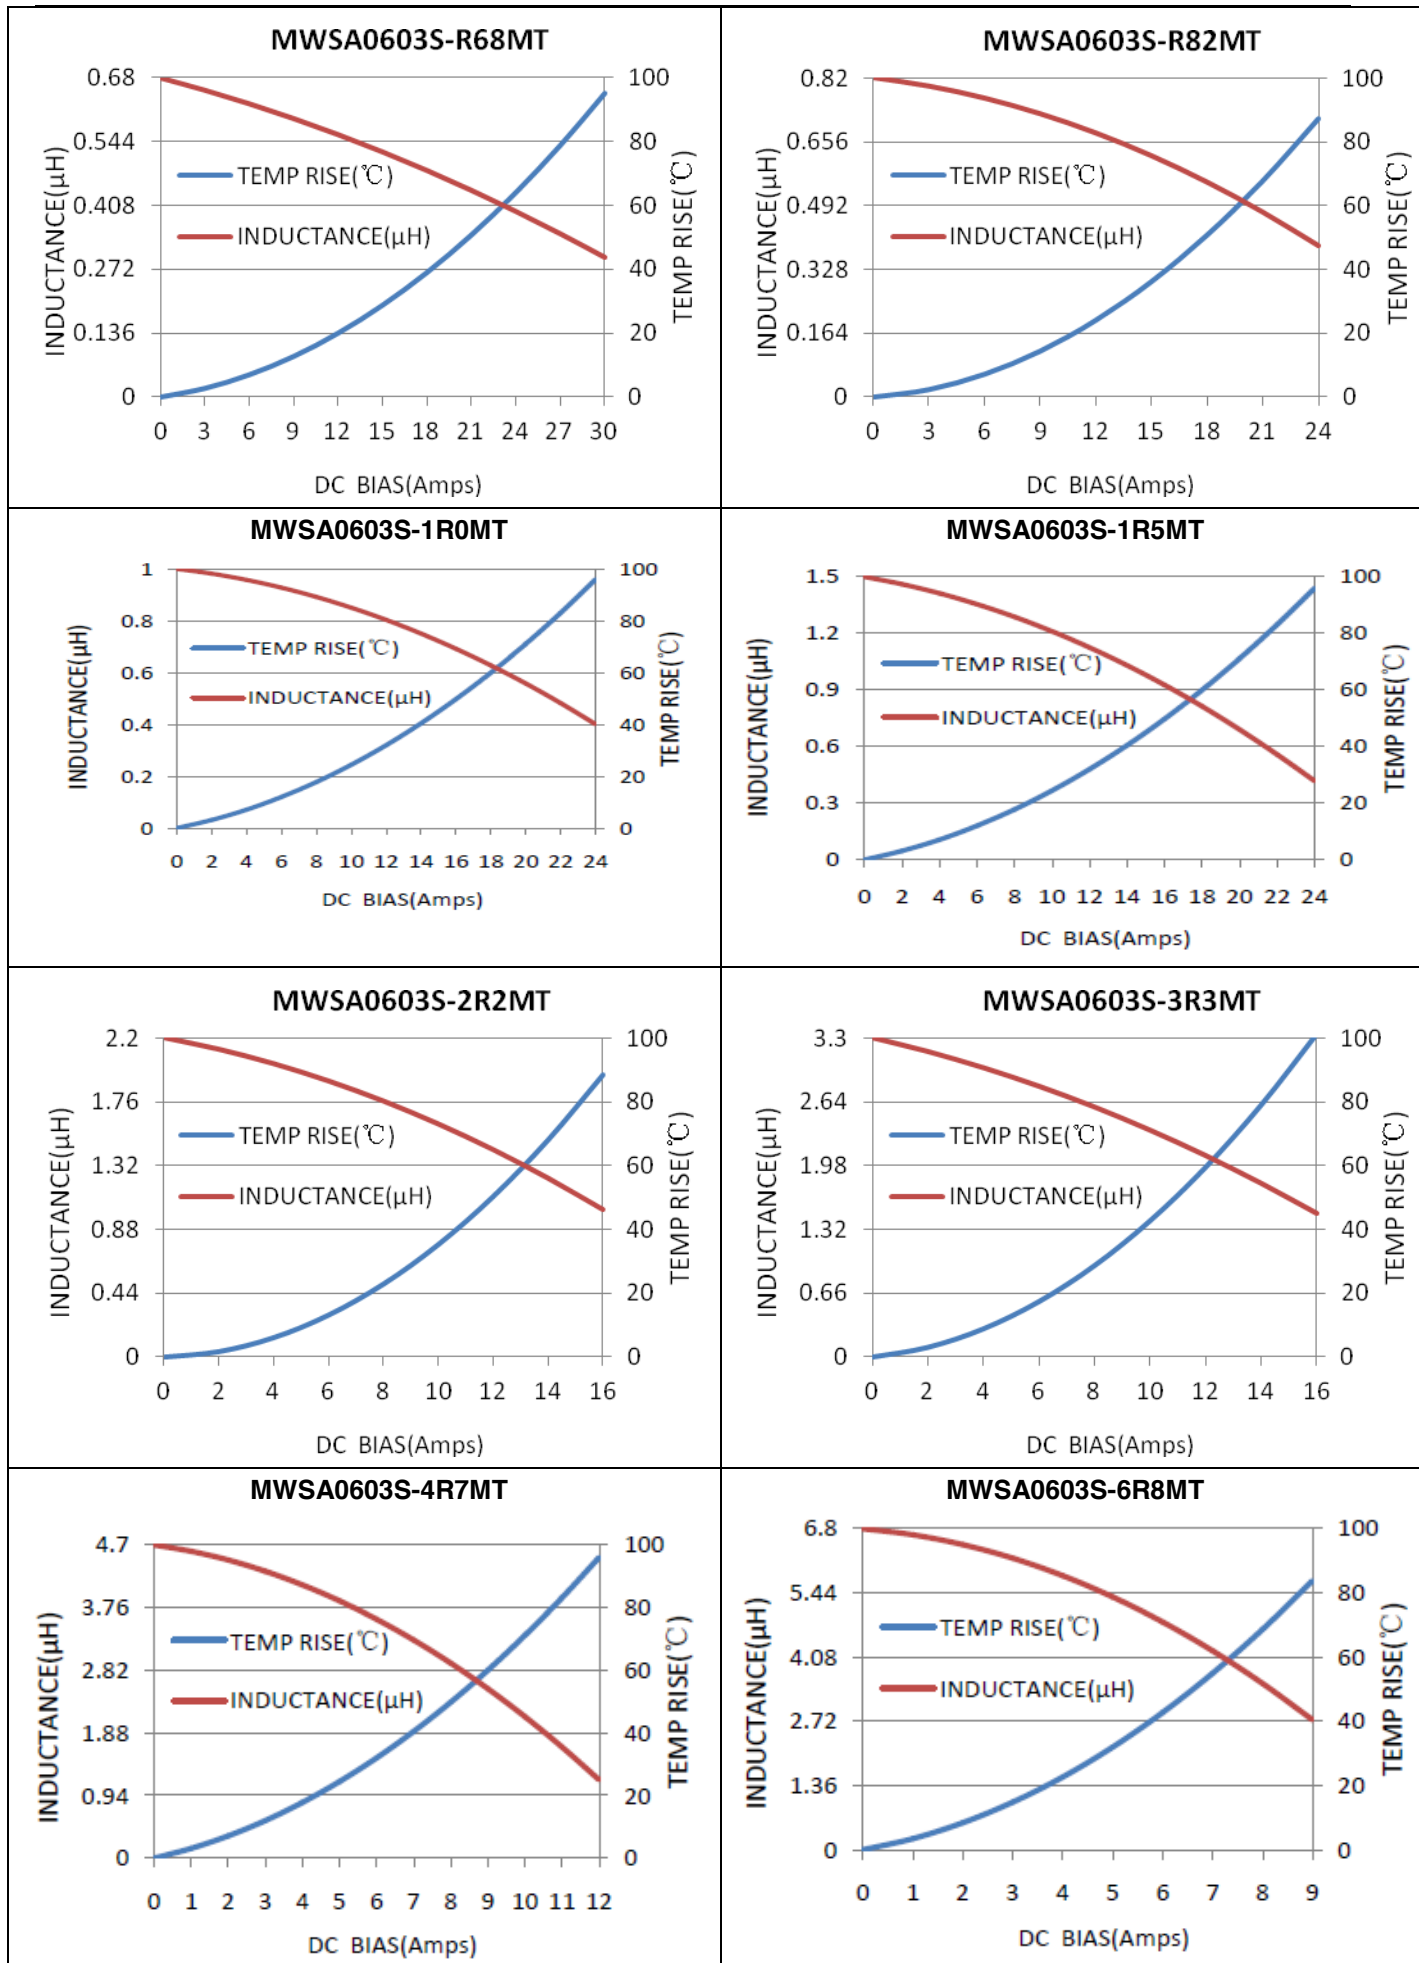 MWSA0603S-R68MT
0.68
0.544
0.408
0.272
0.136
0
100
80
60
40
20
0
INDUCTANCE(μH)
TEMP RISE(℃)
TEMP RISE(℃)
INDUCTANCE(μH)
0 3 6 9 12 15 18 21 24 27 30
DC BIAS(Amps)
MWSA0603S-R82MT
0.82
0.656
0.492
0.328
0.164
0
100
80
60
40
20
0
INDUCTANCE(μH)
TEMP RISE(℃)
TEMP RISE(℃)
INDUCTANCE(μH)
0 3 6 9 12 15 18 21 24
DC BIAS(Amps)
MWSA0603S-1R0MT
1
0.8
0.6
0.4
0.2
0
100
80
60
40
20
0
INDUCTANCE(μH)
TEMP RISE(℃)
TEMP RISE(℃)
INDUCTANCE(μH)
0 2 4 6 8 10 12 14 16 18 20 22 24
DC BIAS(Amps)
MWSA0603S-1R5MT
1.5
1.2
0.9
0.6
0.3
0
100
80
60
40
20
0
INDUCTANCE(μH)
TEMP RISE(℃)
TEMP RISE(℃)
INDUCTANCE(μH)
0 2 4 6 8 10 12 14 16 18 20 22 24
DC BIAS(Amps)
MWSA0603S-2R2MT
2.2
1.76
1.32
0.88
0.44
0
100
80
60
40
20
0
INDUCTANCE(μH)
TEMP RISE(℃)
TEMP RISE(℃)
INDUCTANCE(μH)
0 2 4 6 8 10 12 14 16
DC BIAS(Amps)
MWSA0603S-3R3MT
3.3
2.64
1.98
1.32
0.66
0
100
80
60
40
20
0
INDUCTANCE(μH)
TEMP RISE(℃)
TEMP RISE(℃)
INDUCTANCE(μH)
0 2 4 6 8 10 12 14 16
DC BIAS(Amps)
MWSA0603S-4R7MT
4.7
3.76
2.82
1.88
0.94
0
100
80
60
40
20
0
INDUCTANCE(μH)
TEMP RISE(℃)
TEMP RISE(℃)
INDUCTANCE(μH)
0 1 2 3 4 5 6 7 8 9 10 11 12
DC BIAS(Amps)
MWSA0603S-6R8MT
6.8
5.44
4.08
2.72
1.36
0
100
80
60
40
20
0
INDUCTANCE(μH)
TEMP RISE(℃)
TEMP RISE(℃)
INDUCTANCE(μH)
0 1 2 3 4 5 6 7 8 9
DC BIAS(Amps)